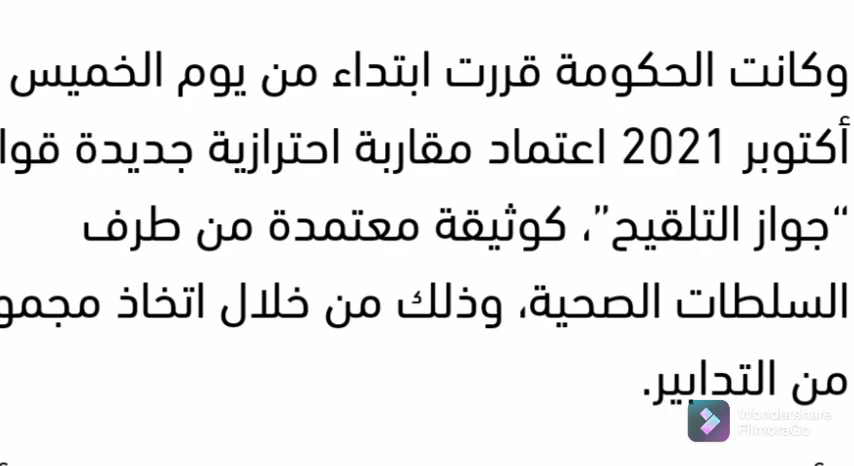 وكانت الحكومة قررت ابتداء من يوم الخميس
أكتوبر 2021 اعتماد مقاربة احترازية جديدة
“جواز التلقيح”، كوثيقة معتمدة من طرف
السلطات الصحية، وذلك من خلال اتخاذ
من التدابير.
Wondershare
FilmoraGo